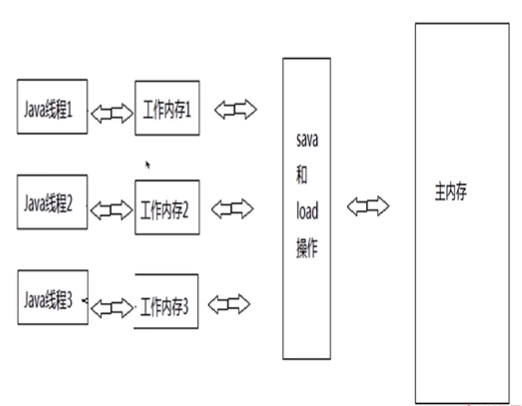 Java线程1
工作内存1
Java线程2
工作内存2
Java线程3
工作内存3
sava
和
load
操作
主内存